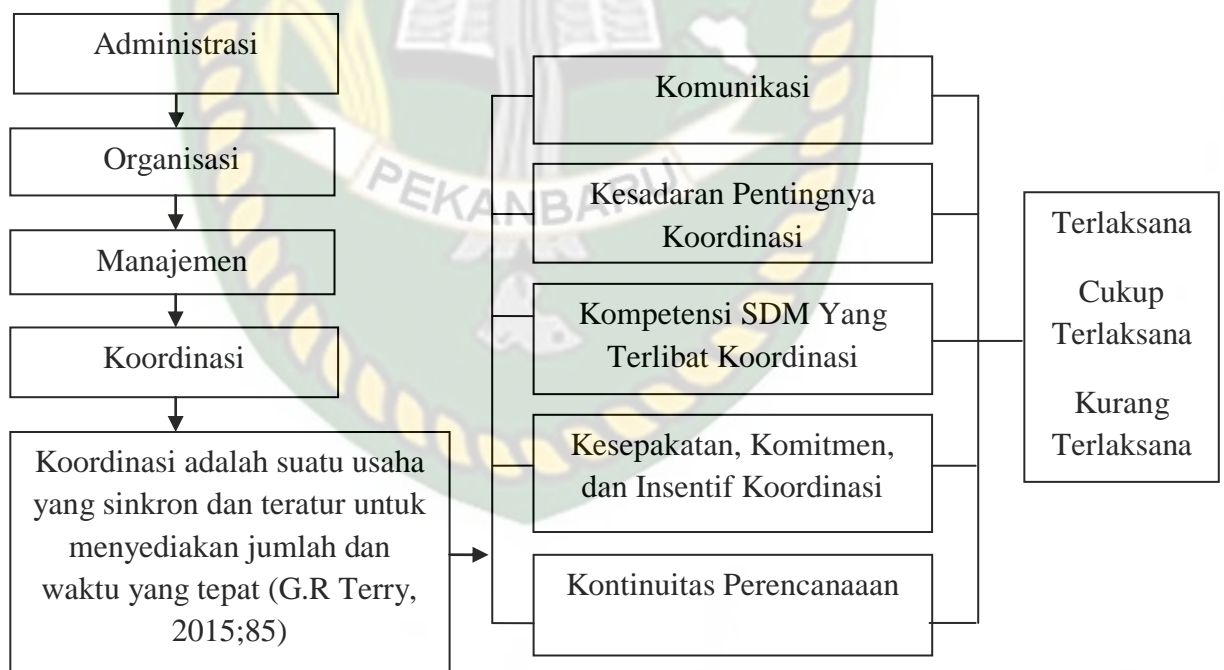 Administrasi
Organisasi
Manajemen
Koordinasi
Koordinasi adalah suatu usaha
yang sinkron dan teratur untuk
menyediakan jumlah dan
waktu yang tepat (G.R Terry,
2015;85)
Komunikasi
Kesadaran Pentingnya
Koordinasi
Kompetensi SDM Yang
Terlibat Koordinasi
Kesepakatan, Komitmen,
dan Insentif Koordinasi
Kontinuitas Perencanaaan
Terlaksana
Cukup
Terlaksana
Kurang
Terlaksana
PEKANBARU